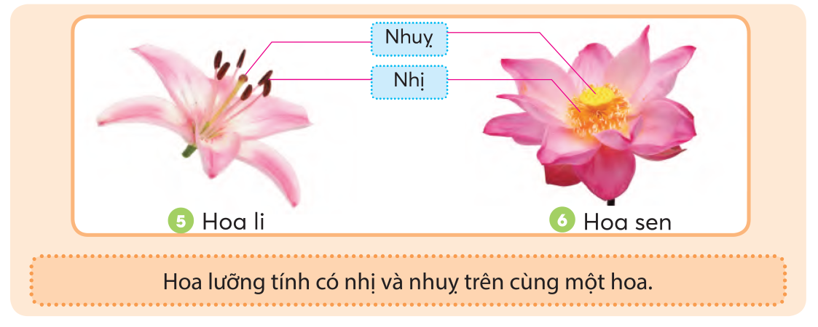 Nhuỵ
Nhị
5 Hoa li
6 Hoa sen
Hoa lưỡng tính có nhị và nhuỵ trên cùng một hoa.